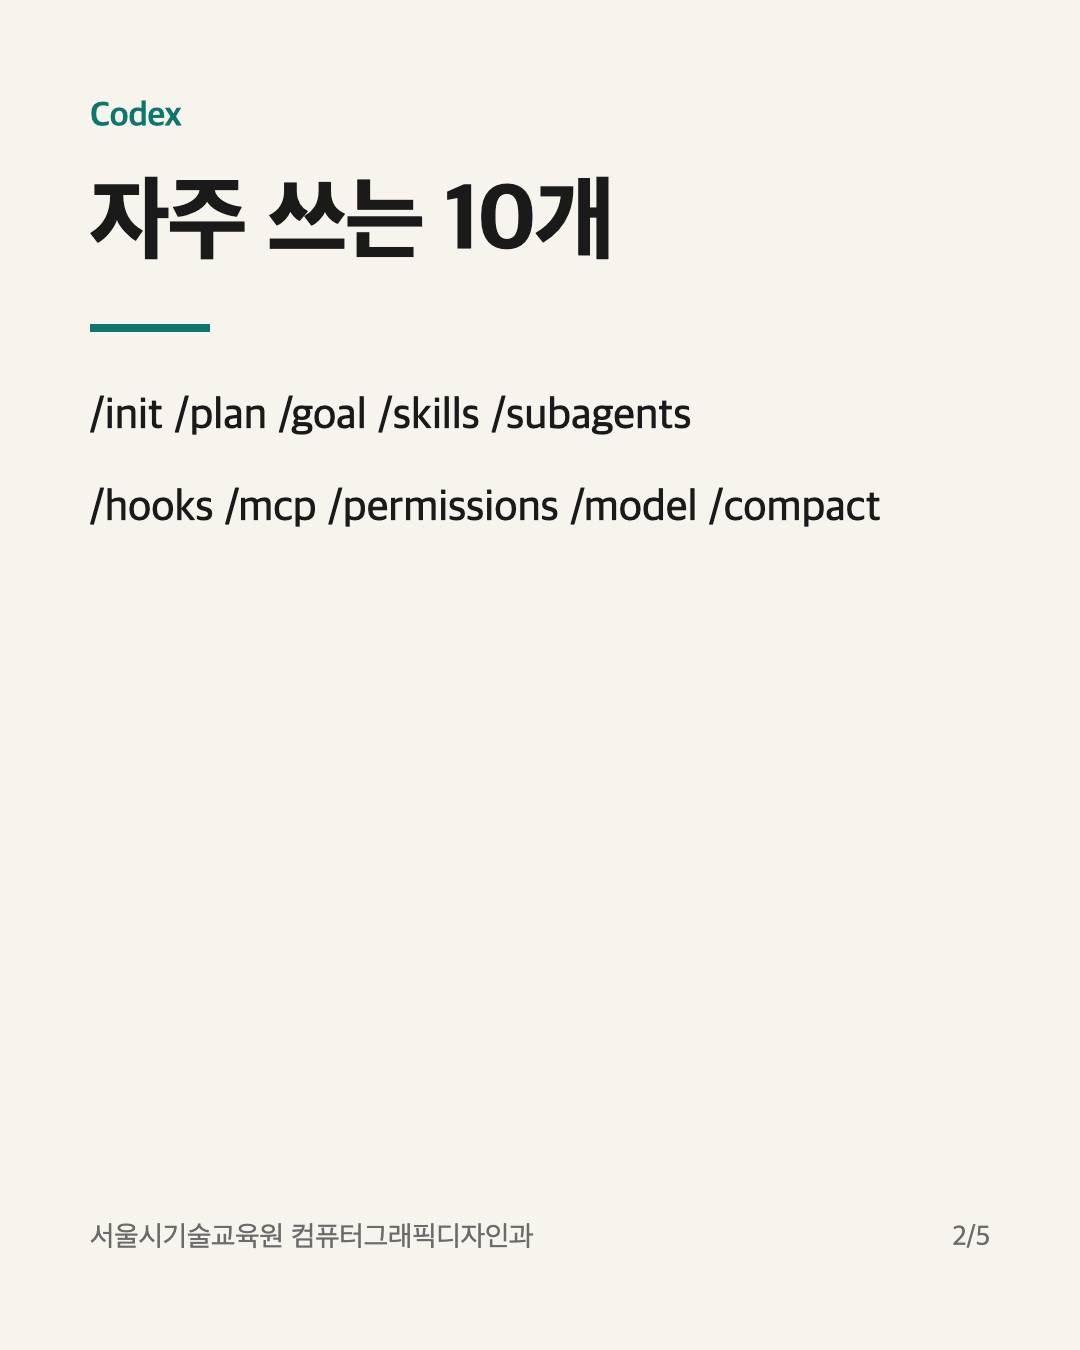 Codex
자주 쓰는 10개
/init /plan /goal /skills /subagents
/hooks /mcp /permissions /model /compact
서울시기술교육원 컴퓨터그래픽디자인과
2/5